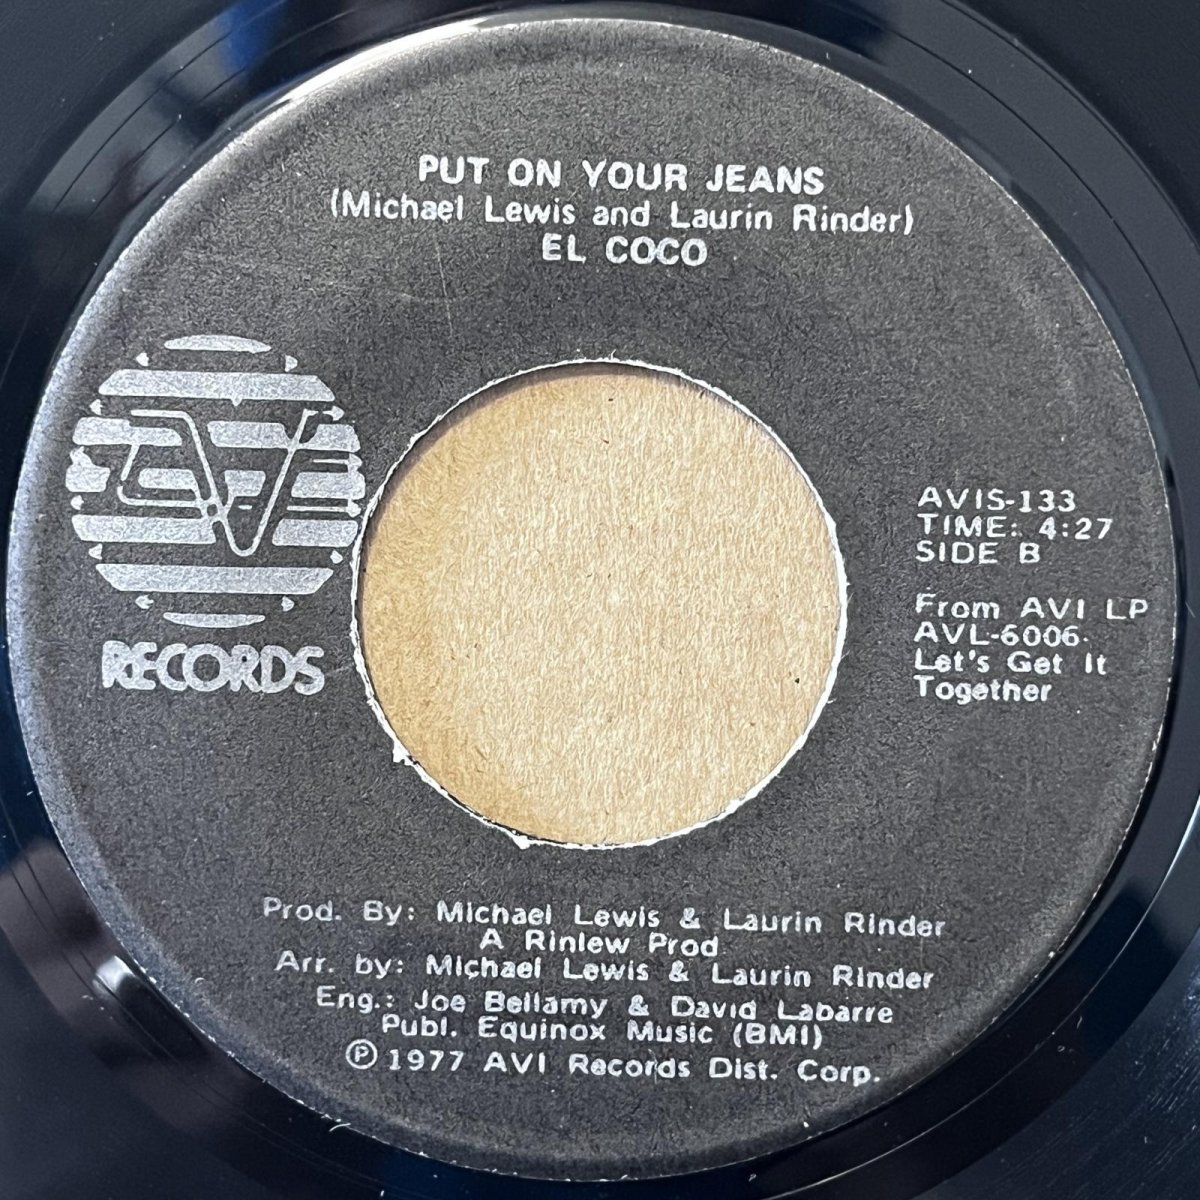 PUT ON YOUR JEANS
(Michael Lewis and Laurin Rinder)
EL COCO
AVI
RECORDS
AVIS-133
TIME: 4:27
SIDE B
From AVI LP
AVL-6006
Let's Get It
Together
Prod. By: Michael Lewis & Laurin Rinder
A Rinlew Prod
Arr. by: Michael Lewis & Laurin Rinder
Eng.: Joe Bellamy & David Labarre
Publ. Equinox Music (BMI)
℗ 1977 AVI Records Dist. Corp.